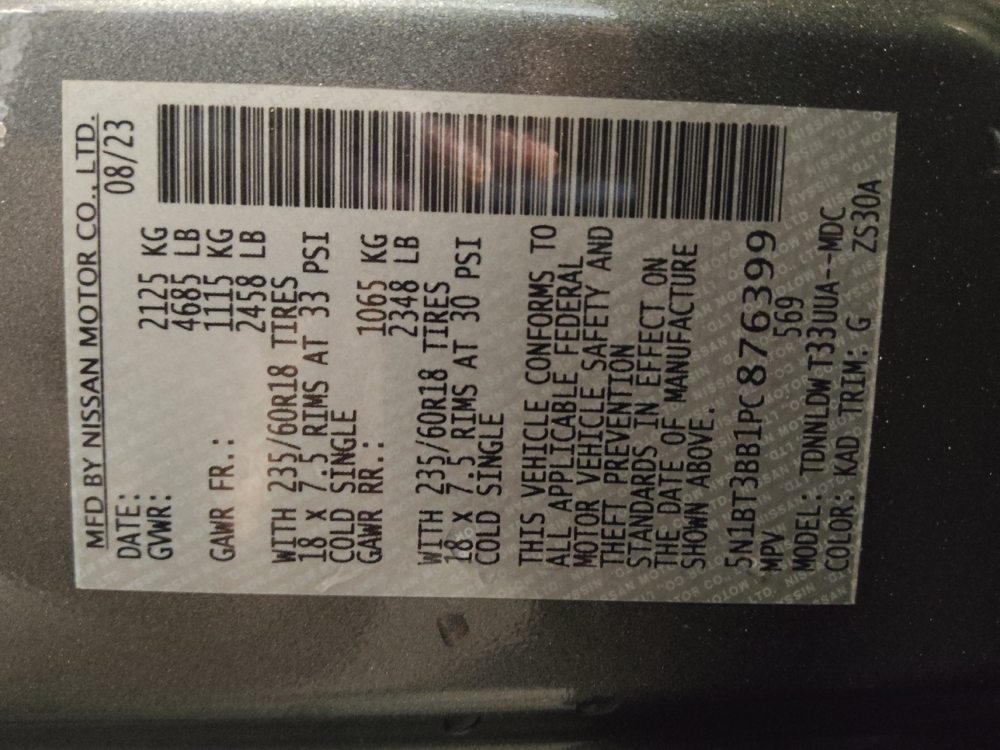 MFD BY NISSAN MOTOR CO., LTD.
DATE: 08/23
GVWR: 2125 KG
4685 LB
GAWR FR.: 1115 KG
2458 LB
WITH 235/60R18 TIRES
18 x 7.5 RIMS AT 33 PSI
COLD SINGLE
GAWR RR.: 1065 KG
2348 LB
WITH 235/60R18 TIRES
18 x 7.5 RIMS AT 30 PSI
COLD SINGLE
THIS VEHICLE CONFORMS TO
ALL APPLICABLE FEDERAL
MOTOR VEHICLE SAFETY AND
THEFT PREVENTION
STANDARDS IN EFFECT ON
THE DATE OF MANUFACTURE
SHOWN ABOVE.
5N1BT3BB1PC876399
MPV 569
MODEL: TDNNLDW T33UUA--MDC
COLOR: KAD TRIM: G ZS30A